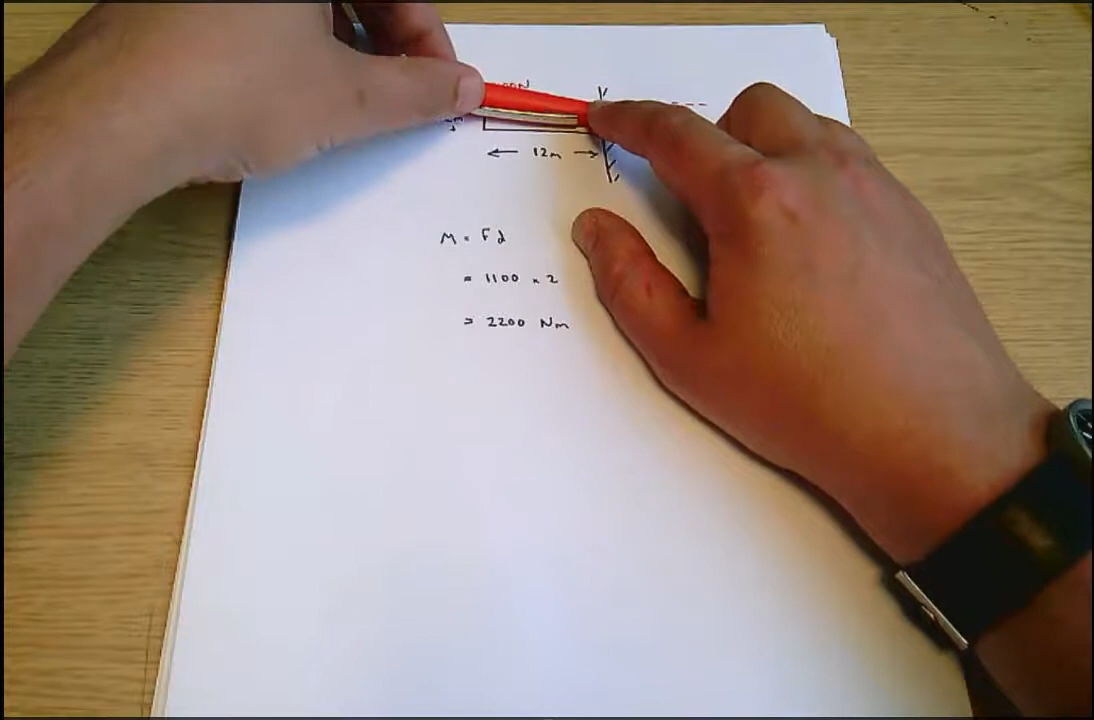 12m
M = Fd
= 1100 × 2
= 2200 Nm